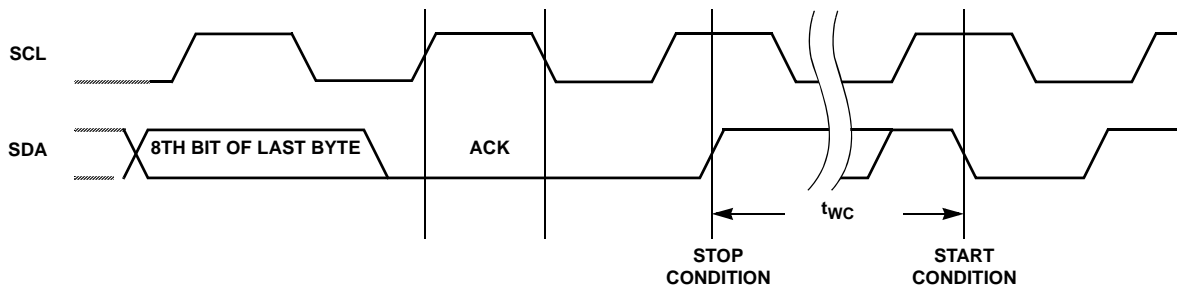 SCL
SDA
8TH BIT OF LAST BYTE
ACK
tWC
STOP
CONDITION
START
CONDITION